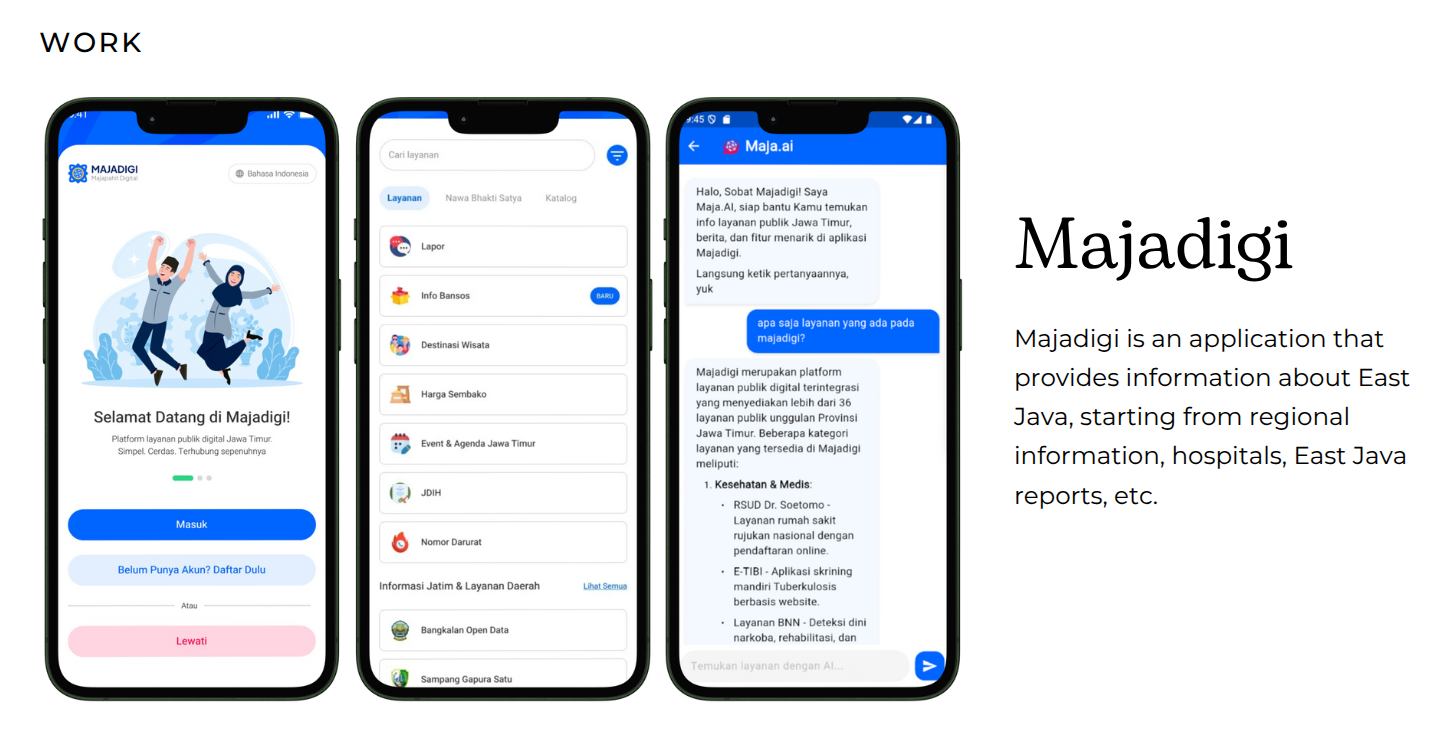 WORK
9:41
MAJADIGI
Majapahit Digital
Bahasa Indonesia
Selamat Datang di Majadigi!
Platform layanan publik digital Jawa Timur.
Simpel. Cerdas. Terhubung sepenuhnya
Masuk
Belum Punya Akun? Daftar Dulu
Atau
Lewati
Cari layanan
Layanan
Nawa Bhakti Satya
Katalog
Lapor
Info Bansos
BARU
Destinasi Wisata
Harga Sembako
Event & Agenda Jawa Timur
JDIH
Nomor Darurat
Informasi Jatim & Layanan Daerah
Lihat Semua
Bangkalan Open Data
Sampang Gapura Satu
9:45
Maja.ai
Halo, Sobat Majadigi! Saya
Maja.AI, siap bantu Kamu temukan
info layanan publik Jawa Timur,
berita, dan fitur menarik di aplikasi
Majadigi.
Langsung ketik pertanyaannya,
yuk
apa saja layanan yang ada pada
majadigi?
Majadigi merupakan platform
layanan publik digital terintegrasi
yang menyediakan lebih dari 36
layanan publik unggulan Provinsi
Jawa Timur. Beberapa kategori
layanan yang tersedia di Majadigi
meliputi:
1. Kesehatan & Medis:
• RSUD Dr. Soetomo -
Layanan rumah sakit
rujukan nasional dengan
pendaftaran online.
• E-TIBI - Aplikasi skrining
mandiri Tuberkulosis
berbasis website.
• Layanan BNN - Deteksi dini
narkoba, rehabilitasi, dan
Temukan layanan dengan AI...
Majadigi
Majadigi is an application that
provides information about East
Java, starting from regional
information, hospitals, East Java
reports, etc.